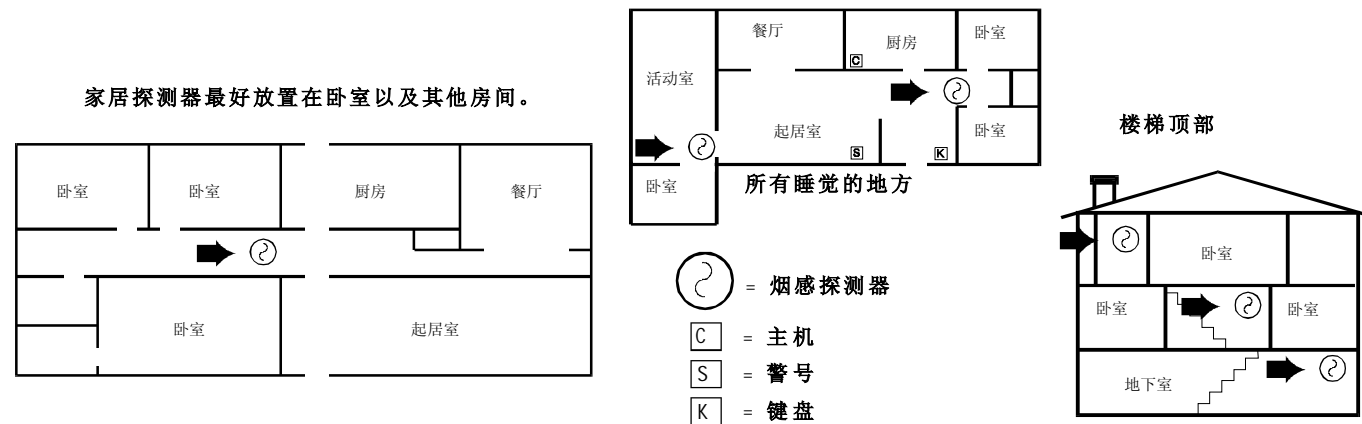 家居探测器最好放置在卧室以及其他房间。
卧室
卧室
厨房
餐厅
卧室
起居室
餐厅
厨房
卧室
活动室
C
起居室
卧室
S
K
卧室
所有睡觉的地方
= 烟感探测器
C = 主机
S = 警号
K = 键盘
楼梯顶部
卧室
卧室
卧室
地下室